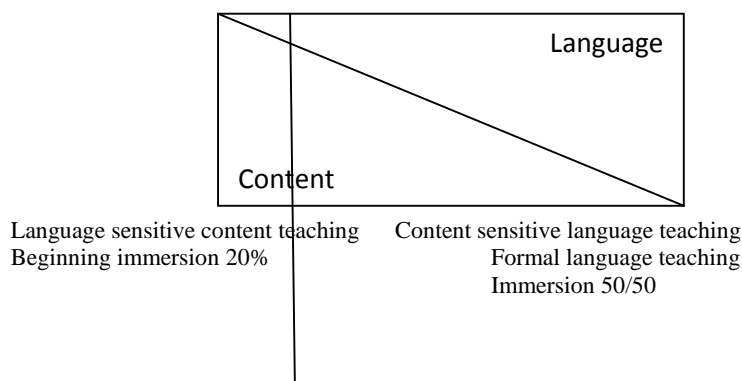 Language
Content
Language sensitive content teaching Content sensitive language teaching
Beginning immersion 20% Formal language teaching
Immersion 50/50